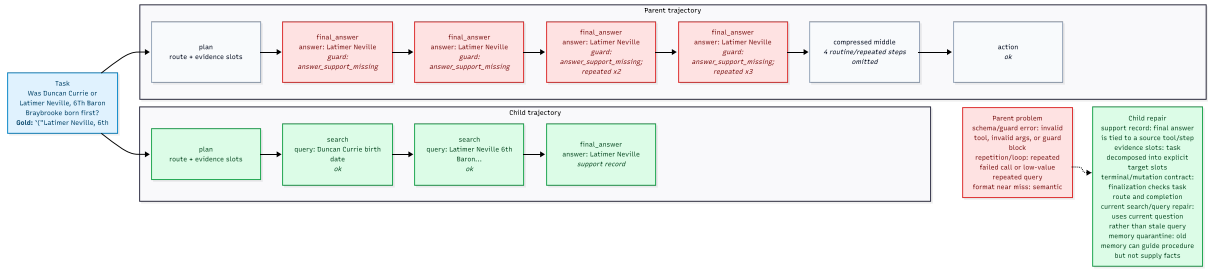 Parent trajectory
plan
route + evidence slots
final_answer
answer: Latimer Neville
guard:
answer_support_missing
final_answer
answer: Latimer Neville
guard:
answer_support_missing
final_answer
answer: Latimer Neville
guard:
answer_support_missing;
repeated x2
final_answer
answer: Latimer Neville
guard:
answer_support_missing;
repeated x3
compressed middle
4 routine/repeated steps
omitted
action
ok
Task
Was Duncan Currie or
Latimer Neville, 6Th Baron
Braybrooke born first?
Gold: '("Latimer Neville, 6th
Child trajectory
plan
route + evidence slots
search
query: Duncan Currie birth
date
ok
search
query: Latimer Neville 6th
Baron...
ok
final_answer
answer: Latimer Neville
support record
Parent problem
schema/guard error: invalid
tool, invalid args, or guard
block
repetition/loop: repeated
failed call or low-value
repeated query
format near miss: semantic
Child repair
support record: final answer
is tied to a source tool/step
evidence slots: task
decomposed into explicit
target slots
terminal/mutation contract:
finalization checks task
route and completion
current search/query repair:
uses current question
rather than stale query
memory quarantine: old
memory can guide procedure
but not supply facts